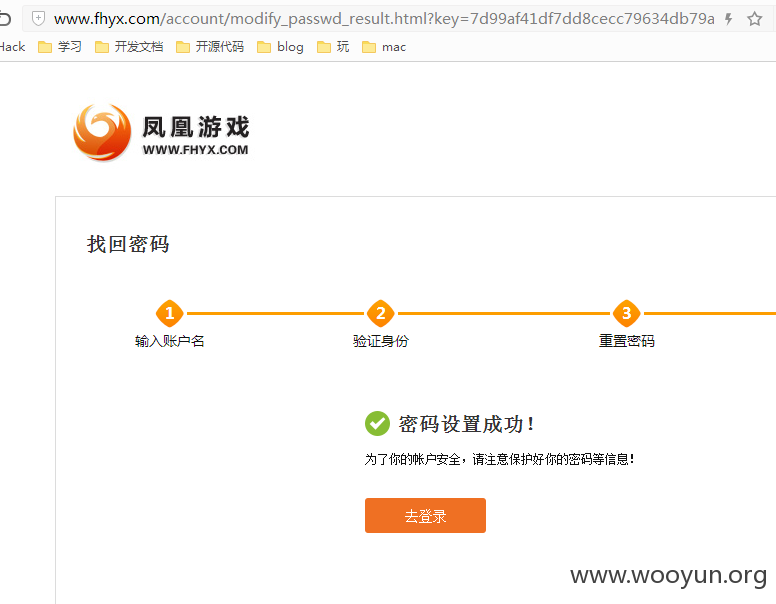 www.fhyx.com/account/modify_passwd_result.html?key=7d99af41df7dd8cecc79634db79a
Hack 学习 开发文档 开源代码 blog 玩 mac
凤凰游戏
WWW.FHYX.COM
找回密码
1 2 3
输入账户名 验证身份 重置密码
密码设置成功！
为了你的帐户安全，请注意保护好你的密码等信息！
去登录
www.wooyun.org